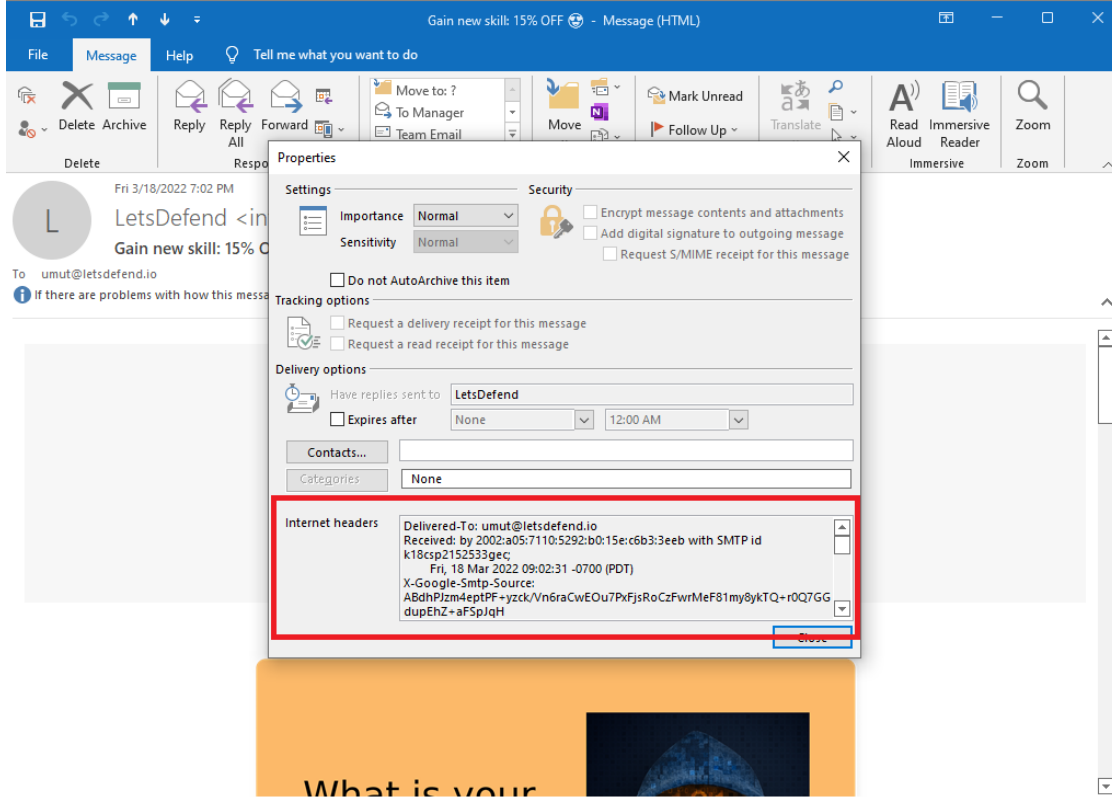 Gain new skill: 15% OFF 🤓 - Message (HTML)
File Message Help Tell me what you want to do
Delete Archive
Reply Reply All Forward
Move to: ?
To Manager
Team Email
Move
Mark Unread
Follow Up
Translate
Read Aloud Immersive Reader
Zoom
Delete Respo Immersive Zoom
Properties
Fri 3/18/2022 7:02 PM
L
LetsDefend <in
Gain new skill: 15% O
To umut@letsdefend.io
If there are problems with how this messa
Settings
Importance Normal
Sensitivity Normal
Do not AutoArchive this item
Security
Encrypt message contents and attachments
Add digital signature to outgoing message
Request S/MIME receipt for this message
Tracking options
Request a delivery receipt for this message
Request a read receipt for this message
Delivery options
Have replies sent to LetsDefend
Expires after None 12:00 AM
Contacts...
Categories None
Internet headers
Delivered-To: umut@letsdefend.io
Received: by 2002:a05:7110:5292:b0:15e:c6b3:3eeb with SMTP id
k18csp2152533gec;
Fri, 18 Mar 2022 09:02:31 -0700 (PDT)
X-Google-Smtp-Source:
ABdhPJzm4eptPF+yzck/Vn6raCwEOu7PxFjsRoCzFwrMeF81my8ykTQ+r0Q7GG
dupEhZ+aFSpJqH
Close
What is your